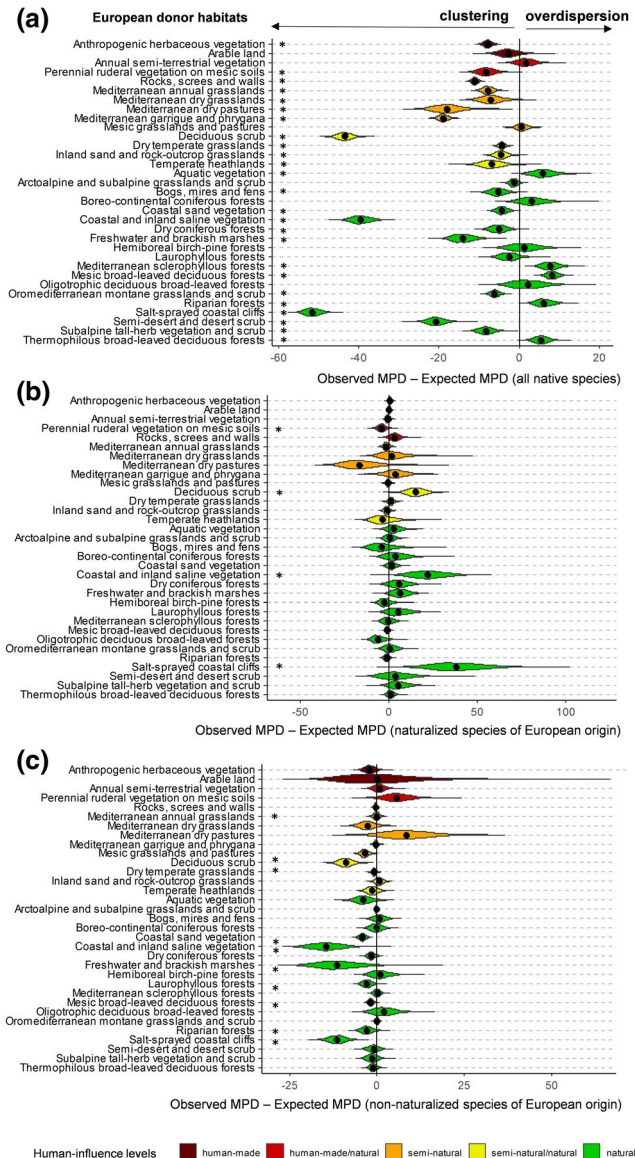 (a)
European donor habitats
clustering
overdispersion
Anthropogenic herbaceous vegetation *
Arable land
Annual semi-terrestrial vegetation
Perennial ruderal vegetation on mesic soils *
Rocks, screes and walls *
Mediterranean annual grasslands *
Mediterranean dry grasslands *
Mediterranean dry pastures *
Mediterranean garrigue and phrygana *
Mesic grasslands and pastures
Deciduous scrub *
Dry temperate grasslands *
Inland sand and rock-outcrop grasslands *
Temperate heathlands *
Aquatic vegetation *
Arctoalpine and subalpine grasslands and scrub
Bogs, mires and fens *
Boreo-continental coniferous forests
Coastal sand vegetation *
Coastal and inland saline vegetation *
Dry coniferous forests *
Freshwater and brackish marshes *
Hemiboreal birch-pine forests
Laurophyllous forests
Mediterranean sclerophyllous forests *
Mesic broad-leaved deciduous forests *
Oligotrophic deciduous broad-leaved forests
Oromediterranean montane grasslands and scrub *
Riparian forests *
Salt-sprayed coastal cliffs *
Semi-desert and desert scrub *
Subalpine tall-herb vegetation and scrub *
Thermophilous broad-leaved deciduous forests *
-60 -40 -20 0 20
Observed MPD – Expected MPD (all native species)
(b)
Anthropogenic herbaceous vegetation
Arable land
Annual semi-terrestrial vegetation
Perennial ruderal vegetation on mesic soils *
Rocks, screes and walls
Mediterranean annual grasslands
Mediterranean dry grasslands
Mediterranean dry pastures
Mediterranean garrigue and phrygana
Mesic grasslands and pastures
Deciduous scrub *
Dry temperate grasslands
Inland sand and rock-outcrop grasslands
Temperate heathlands
Aquatic vegetation
Arctoalpine and subalpine grasslands and scrub
Bogs, mires and fens
Boreo-continental coniferous forests
Coastal sand vegetation
Coastal and inland saline vegetation *
Dry coniferous forests
Freshwater and brackish marshes
Hemiboreal birch-pine forests
Laurophyllous forests
Mediterranean sclerophyllous forests
Mesic broad-leaved deciduous forests
Oligotrophic deciduous broad-leaved forests
Oromediterranean montane grasslands and scrub
Riparian forests
Salt-sprayed coastal cliffs *
Semi-desert and desert scrub
Subalpine tall-herb vegetation and scrub
Thermophilous broad-leaved deciduous forests
-50 0 50 100
Observed MPD – Expected MPD (naturalized species of European origin)
(c)
Anthropogenic herbaceous vegetation
Arable land
Annual semi-terrestrial vegetation
Perennial ruderal vegetation on mesic soils
Rocks, screes and walls
Mediterranean annual grasslands *
Mediterranean dry grasslands
Mediterranean dry pastures
Mediterranean garrigue and phrygana
Mesic grasslands and pastures *
Deciduous scrub *
Dry temperate grasslands
Inland sand and rock-outcrop grasslands
Temperate heathlands
Aquatic vegetation
Arctoalpine and subalpine grasslands and scrub
Bogs, mires and fens
Boreo-continental coniferous forests
Coastal sand vegetation *
Coastal and inland saline vegetation *
Dry coniferous forests
Freshwater and brackish marshes *
Hemiboreal birch-pine forests
Laurophyllous forests *
Mediterranean sclerophyllous forests
Mesic broad-leaved deciduous forests *
Oligotrophic deciduous broad-leaved forests
Oromediterranean montane grasslands and scrub
Riparian forests *
Salt-sprayed coastal cliffs *
Semi-desert and desert scrub
Subalpine tall-herb vegetation and scrub
Thermophilous broad-leaved deciduous forests
-25 0 25 50
Observed MPD – Expected MPD (non-naturalized species of European origin)
Human-influence levels human-made human-made/natural semi-natural semi-natural/natural natural